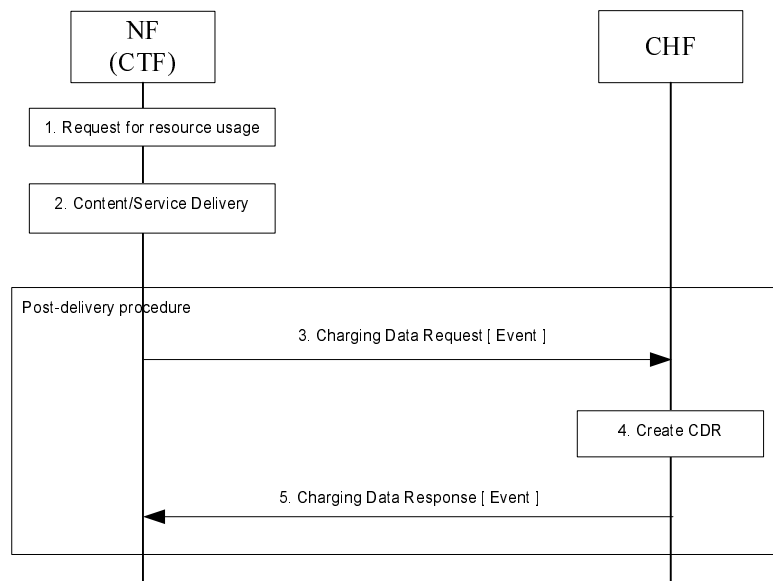 NF
(CTF)
CHF
1. Request for resource usage
2. Content/Service Delivery
Post-delivery procedure
3. Charging Data Request [ Event ]
4. Create CDR
5. Charging Data Response [ Event ]